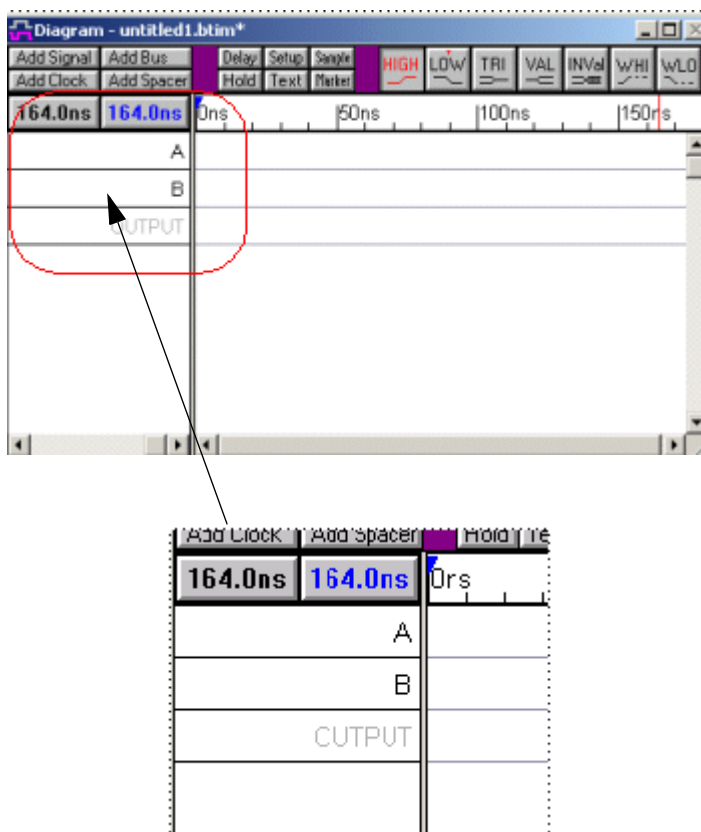 Diagram - untitled1.btim*
Add Signal Add Bus Delay Setup Sample HIGH LOW TRI VAL INVal WHI WLO
Add Clock Add Spacer Hold Text Marker
164.0ns 164.0ns 0ns 50ns 100ns 150ns
A
B
CUTPUT
Add Clock Add Spacer Hold Te
164.0ns 164.0ns 0rs
A
B
CUTPUT